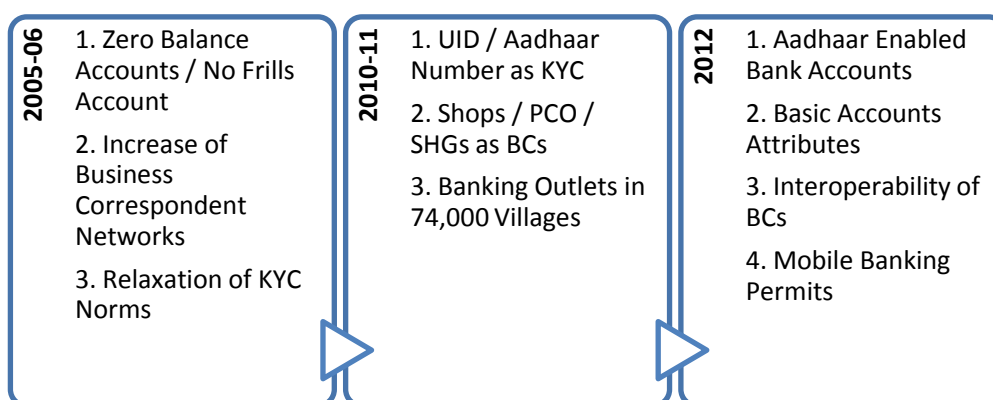 2005-06
1. Zero Balance
Accounts / No Frills
Account
2. Increase of
Business
Correspondent
Networks
3. Relaxation of KYC
Norms
2010-11
1. UID / Aadhaar
Number as KYC
2. Shops / PCO /
SHGs as BCs
3. Banking Outlets in
74,000 Villages
2012
1. Aadhaar Enabled
Bank Accounts
2. Basic Accounts
Attributes
3. Interoperability of
BCs
4. Mobile Banking
Permits